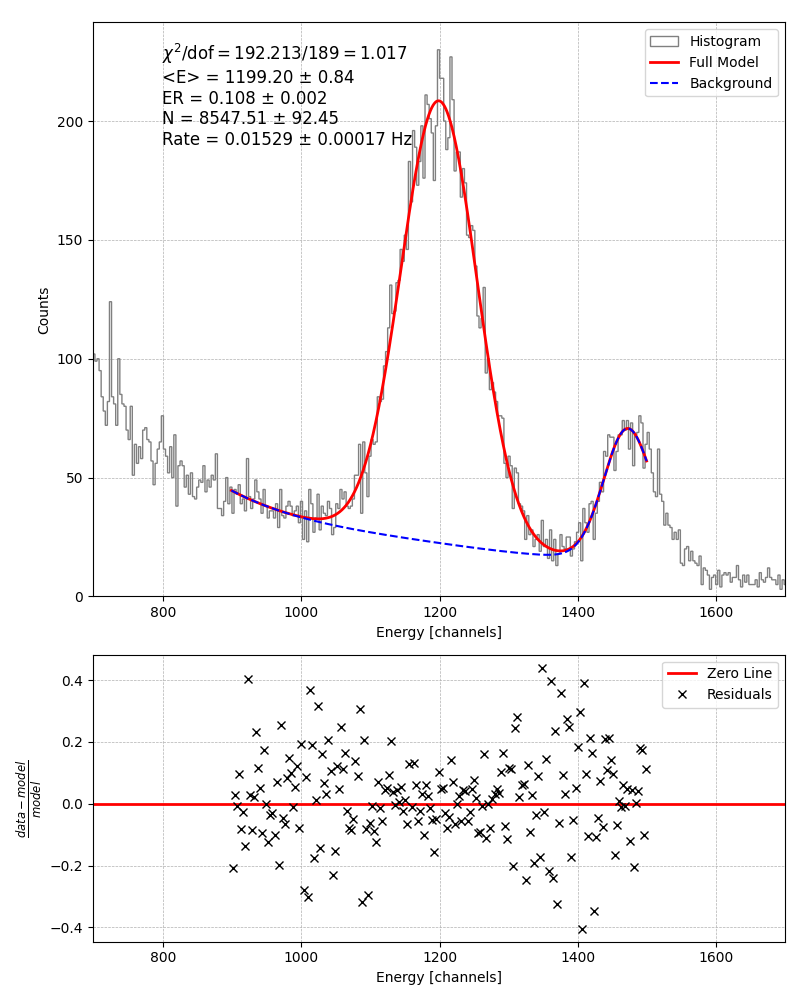 χ²/dof = 192.213/189 = 1.017
<E> = 1199.20 ± 0.84
ER = 0.108 ± 0.002
N = 8547.51 ± 92.45
Rate = 0.01529 ± 0.00017 Hz
Histogram
Full Model
Background
Counts
200
150
100
50
0
800 1000 1200 1400 1600
Energy [channels]
Zero Line
Residuals
data − model
model
0.4
0.2
0.0
−0.2
−0.4
800 1000 1200 1400 1600
Energy [channels]